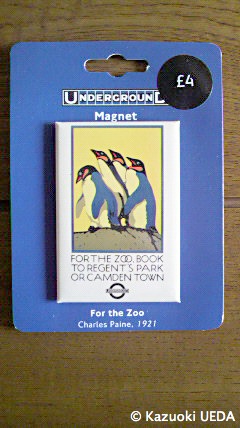 £4
UNDERGROUND
Magnet
FOR THE ZOO, BOOK
TO REGENT'S PARK
OR CAMDEN TOWN
For the Zoo
Charles Paine, 1921
© Kazuoki UEDA